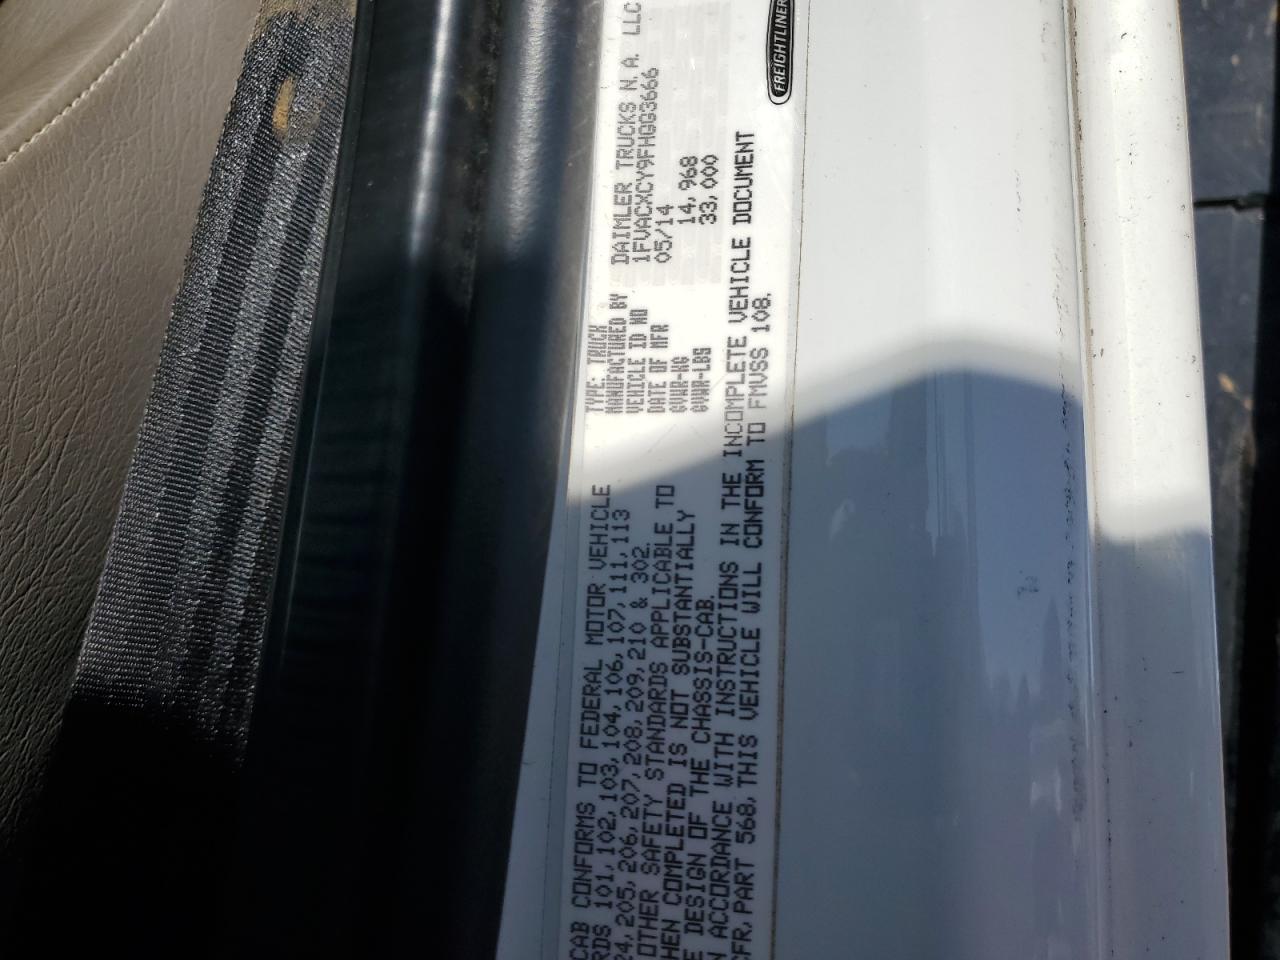 FREIGHTLINER
TYPE: TRUCK
MANUFACTURED BY DAIMLER TRUCKS N.A. LLC
VEHICLE ID NO 1FVACXCY9FHGG3666
DATE OF MFR 05/14
GVWR-KG 14,968
GVWR-LBS 33,000
CAB CONFORMS TO FEDERAL MOTOR VEHICLE
RDS 101, 102, 103, 104, 106, 107, 111, 113
24, 205, 206, 207, 208, 209, 210 & 302.
OTHER SAFETY STANDARDS APPLICABLE TO
HEN COMPLETED IS NOT SUBSTANTIALLY
E DESIGN OF THE CHASSIS-CAB.
N ACCORDANCE WITH INSTRUCTIONS IN THE INCOMPLETE VEHICLE DOCUMENT
CFR, PART 568, THIS VEHICLE WILL CONFORM TO FMVSS 108.